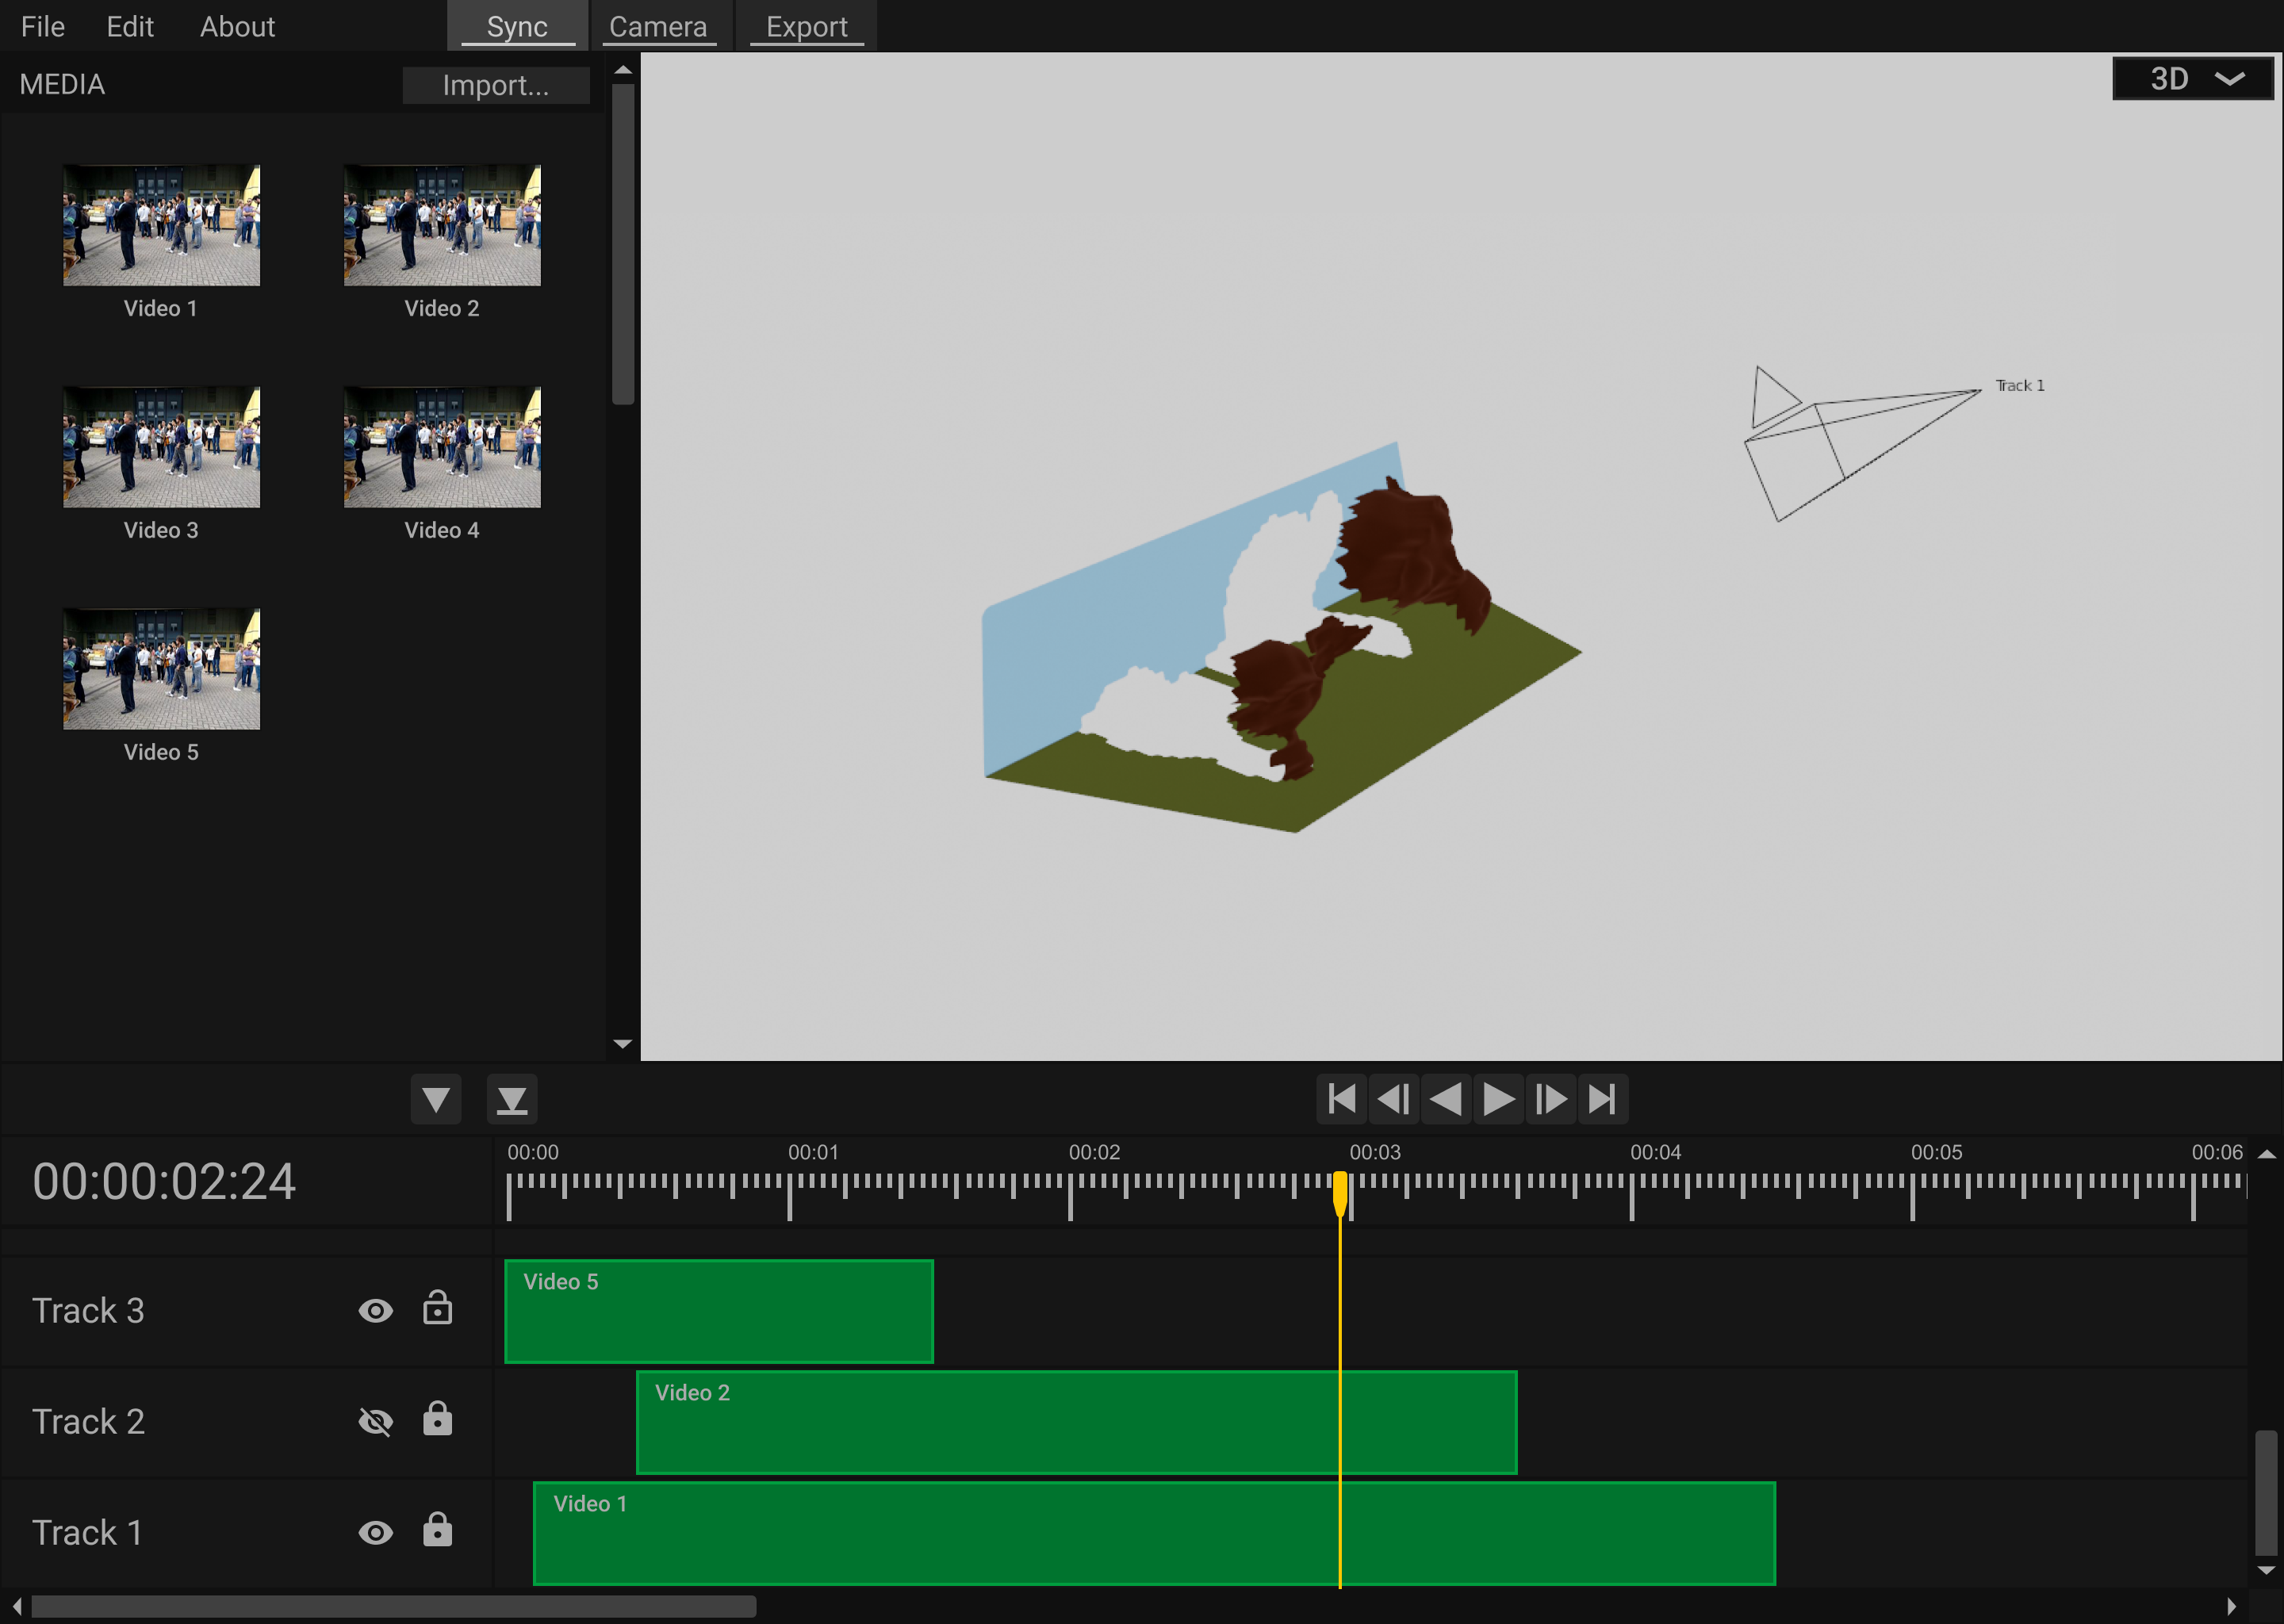 File Edit About Sync Camera Export
MEDIA Import...
3D
Video 1 Video 2
Video 3 Video 4
Video 5
Track 1
00:00:02:24
00:00 00:01 00:02 00:03 00:04 00:05 00:06
Track 3 Video 5
Track 2 Video 2
Track 1 Video 1